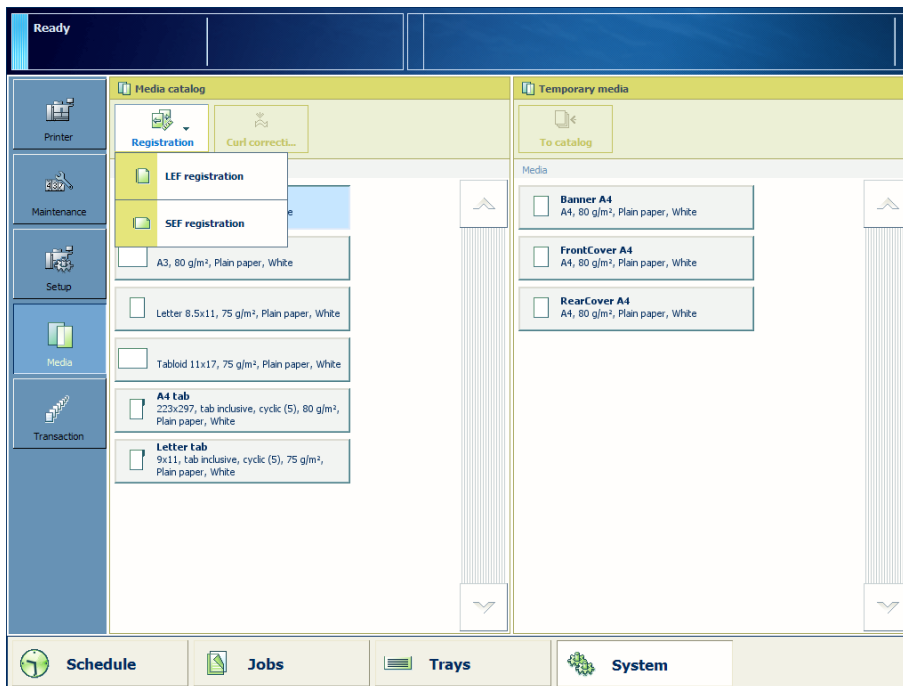 Ready
Media catalog
Temporary media
Printer
Registration
Curl correcti...
To catalog
LEF registration
Media
Maintenance
Banner A4
A4, 80 g/m², Plain paper, White
SEF registration
A3, 80 g/m², Plain paper, White
FrontCover A4
A4, 80 g/m², Plain paper, White
Setup
Letter 8.5x11, 75 g/m², Plain paper, White
RearCover A4
A4, 80 g/m², Plain paper, White
Media
Tabloid 11x17, 75 g/m², Plain paper, White
A4 tab
223x297, tab inclusive, cyclic (5), 80 g/m²,
Plain paper, White
Transaction
Letter tab
9x11, tab inclusive, cyclic (5), 75 g/m²,
Plain paper, White
Schedule
Jobs
Trays
System